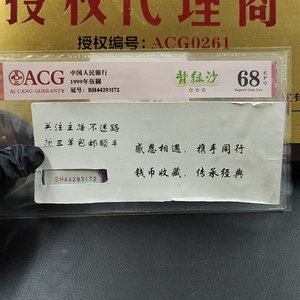 授权代理商
授权编号：ACG0261
ACG
AI CANG GUARANTY
中国人民银行
1999年伍圆
冠号：BH44293172
背绿沙
☆☆☆
68
EPQ
Superb Gem Unc
关注主播不迷路
近三单包邮顺丰
感恩相遇，携手同行
钱币收藏，传承经典
BH44293172